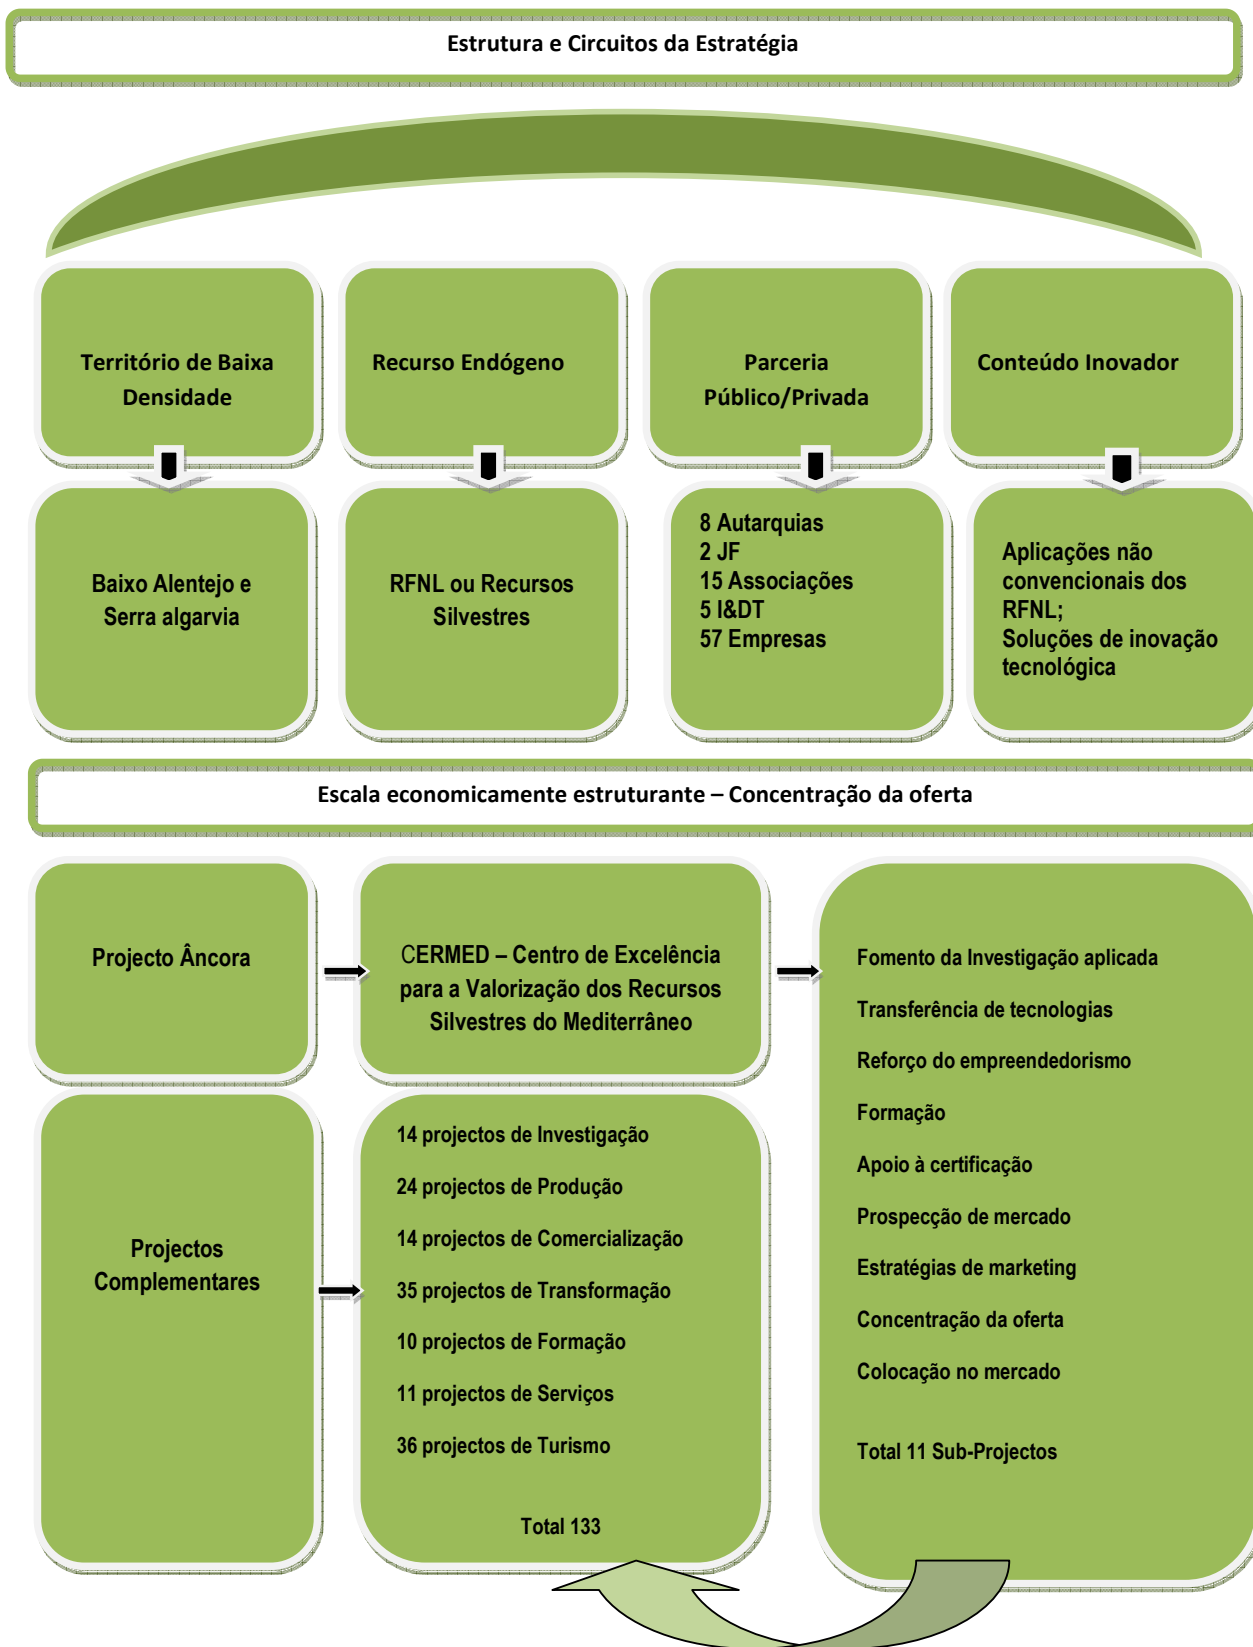 Estrutura e Circuitos da Estratégia
Território de Baixa
Densidade
Recurso Endógeno
Parceria
Público/Privada
Conteúdo Inovador
Baixo Alentejo e
Serra algarvia
RFNL ou Recursos
Silvestres
8 Autarquias
2 JF
15 Associações
5 I&DT
57 Empresas
Aplicações não
convencionais dos
RFNL;
Soluções de inovação
tecnológica
Escala economicamente estruturante – Concentração da oferta
Projecto Âncora
CERMED – Centro de Excelência
para a Valorização dos Recursos
Silvestres do Mediterrâneo
Fomento da Investigação aplicada
Transferência de tecnologias
Reforço do empreendedorismo
Formação
Apoio à certificação
Prospecção de mercado
Estratégias de marketing
Concentração da oferta
Colocação no mercado
Total 11 Sub-Projectos
Projectos
Complementares
14 projectos de Investigação
24 projectos de Produção
14 projectos de Comercialização
35 projectos de Transformação
10 projectos de Formação
11 projectos de Serviços
36 projectos de Turismo
Total 133